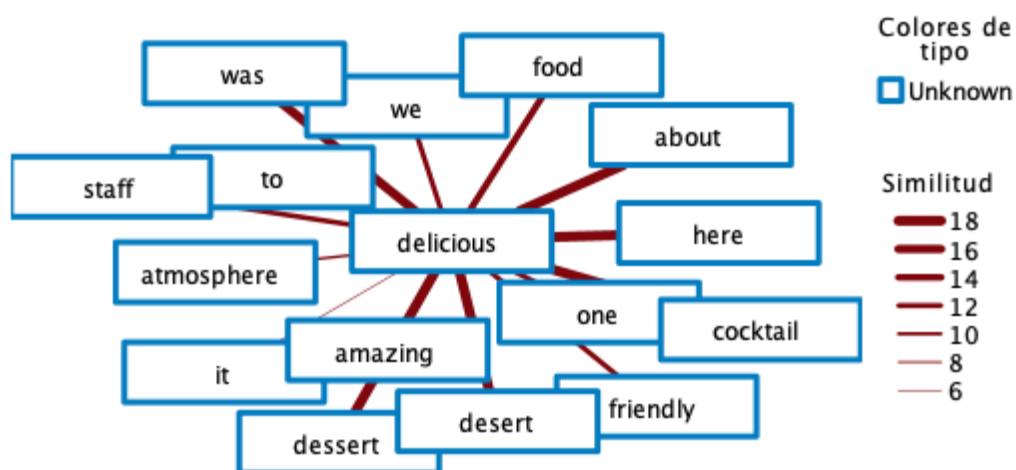 was
we
food
about
staff
to
delicious
here
atmosphere
one
cocktail
it
amazing
dessert
desert
friendly
Colores de
tipo
Unknown
Similitud
18
16
14
12
10
8
6